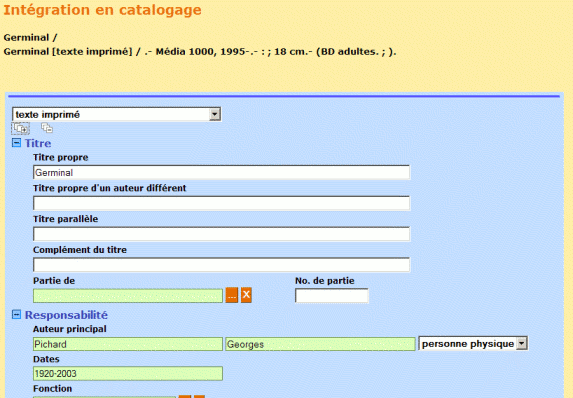 Intégration en catalogage
Germinal /
Germinal [texte imprimé] / .- Média 1000, 1995-.- : ; 18 cm.- (BD adultes. ; ).
texte imprimé
Titre
Titre propre
Germinal
Titre propre d'un auteur différent
Titre parallèle
Complément du titre
Partie de No. de partie
... X
Responsabilité
Auteur principal
Pichard Georges personne physique
Dates
1920-2003
Fonction